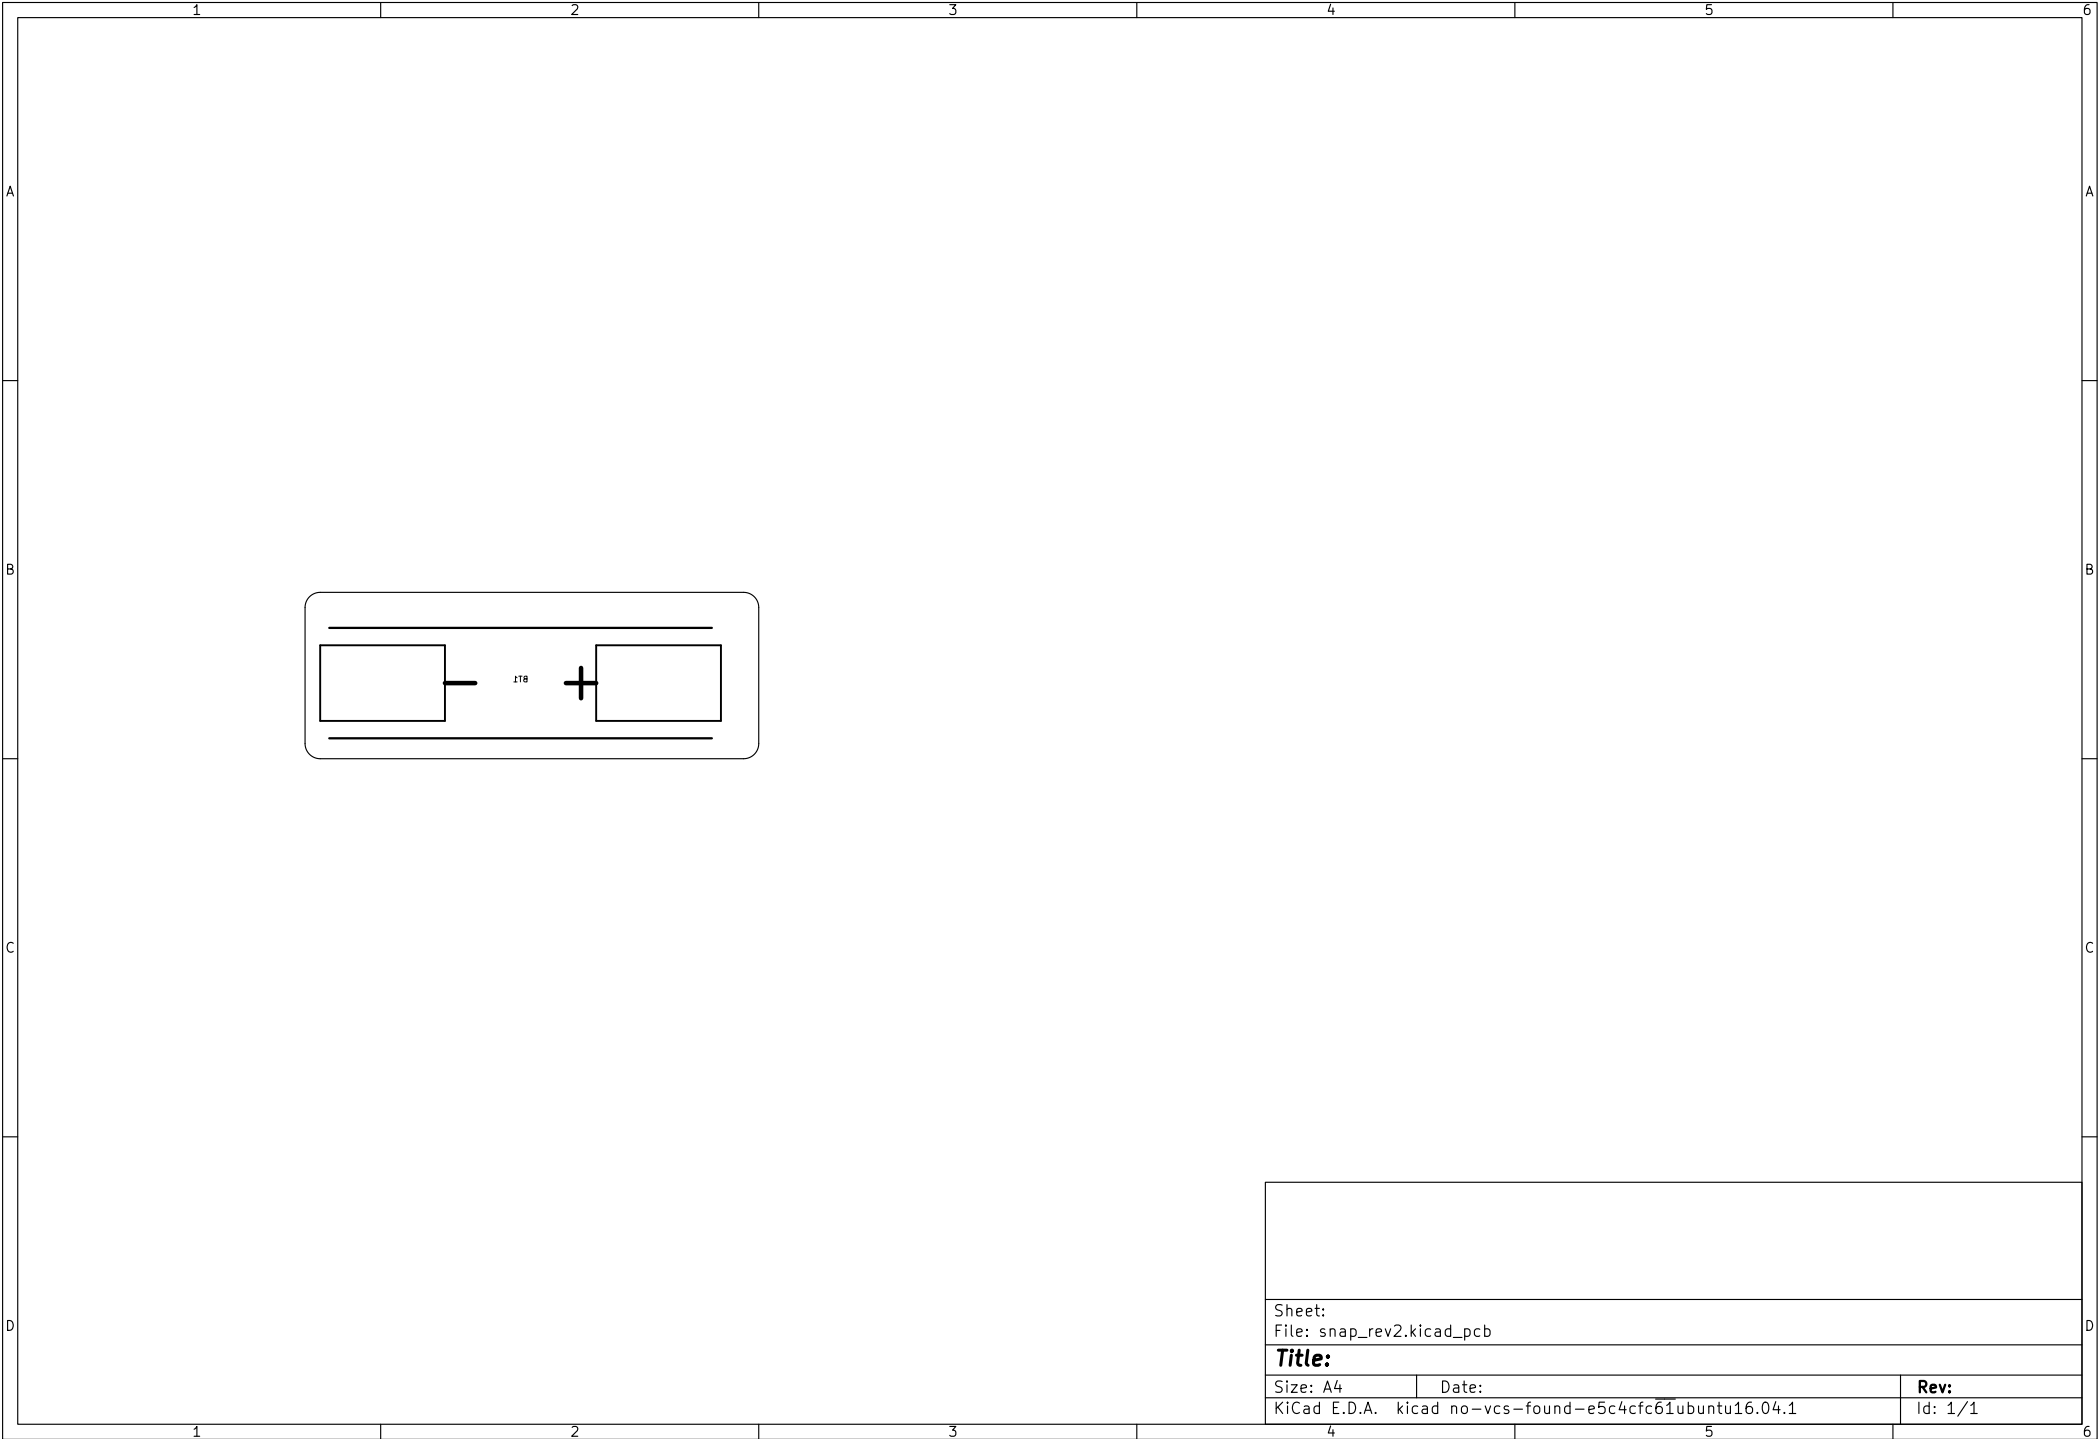 1 2 3 4 5 6
A A
B B
BT1
C C
Sheet:
File: snap_rev2.kicad_pcb
D D
Title:
Size: A4 Date: Rev:
KiCad E.D.A. kicad no-vcs-found-e5c4cfc61ubuntu16.04.1 Id: 1/1
1 2 3 4 5 6